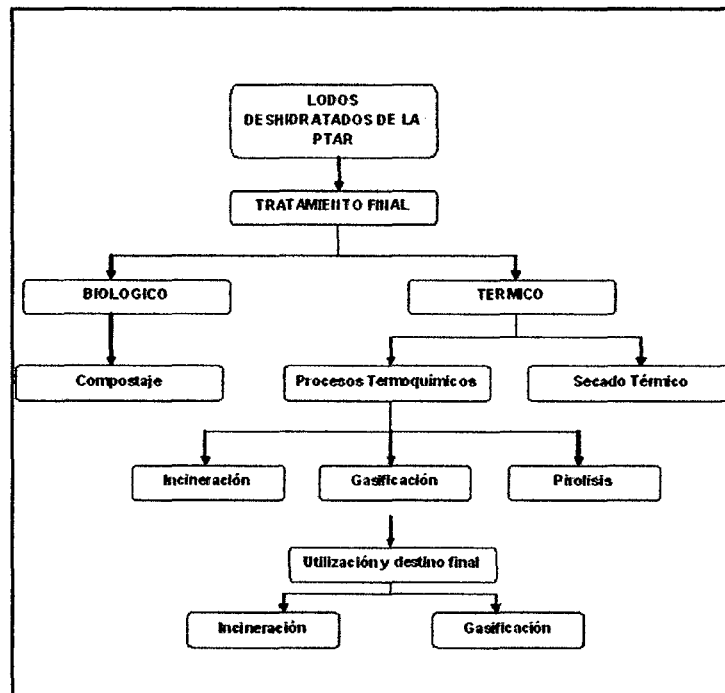 LODOS
DESHIDRATADOS DE LA
PTAR
TRATAMIENTO FINAL
BIOLOGICO
TERMICO
Compostaje
Procesos Termoquímicos
Secado Térmico
Incineración
Gasificación
Pirolísis
Utilización y destino final
Incineración
Gasificación